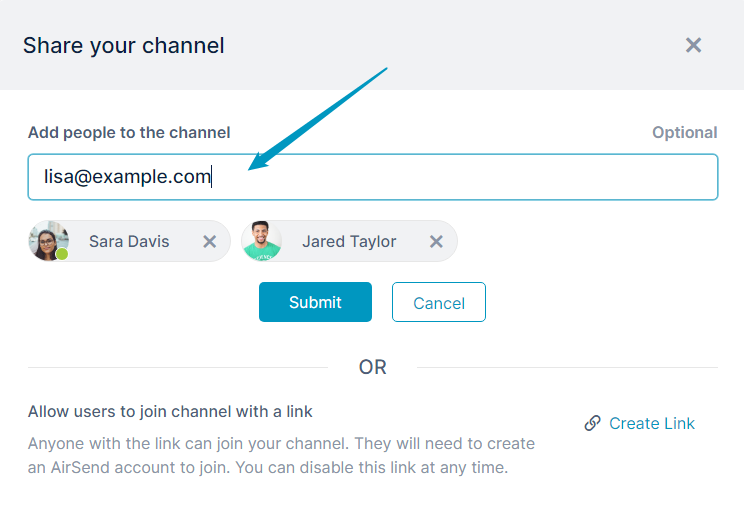 Share your channel
Add people to the channel
Optional
lisa@example.com
Sara Davis
Jared Taylor
Submit
Cancel
OR
Allow users to join channel with a link
Create Link
Anyone with the link can join your channel. They will need to create
an AirSend account to join. You can disable this link at any time.